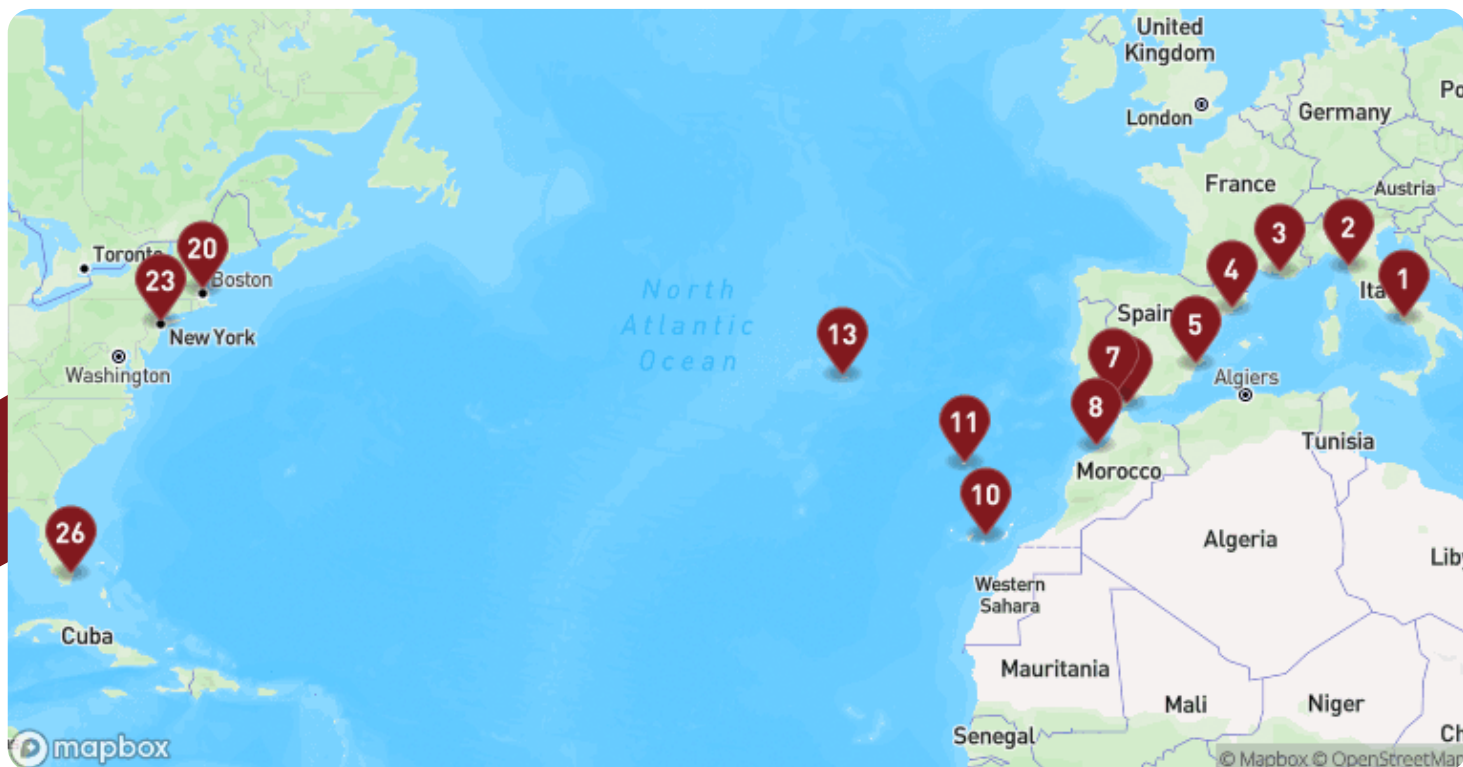 United
Kingdom
London
Germany
Po
France
Austria
Toronto
20
Boston
23
New York
Washington
North
Atlantic
Ocean
13
3
2
4
1
Ita
Spain
5
7
Algiers
8
11
Tunisia
Morocco
10
26
Algeria
Lib
Western
Sahara
Cuba
Mauritania
Mali
Niger
Senegal
Ch
mapbox
© Mapbox © OpenStreetMap